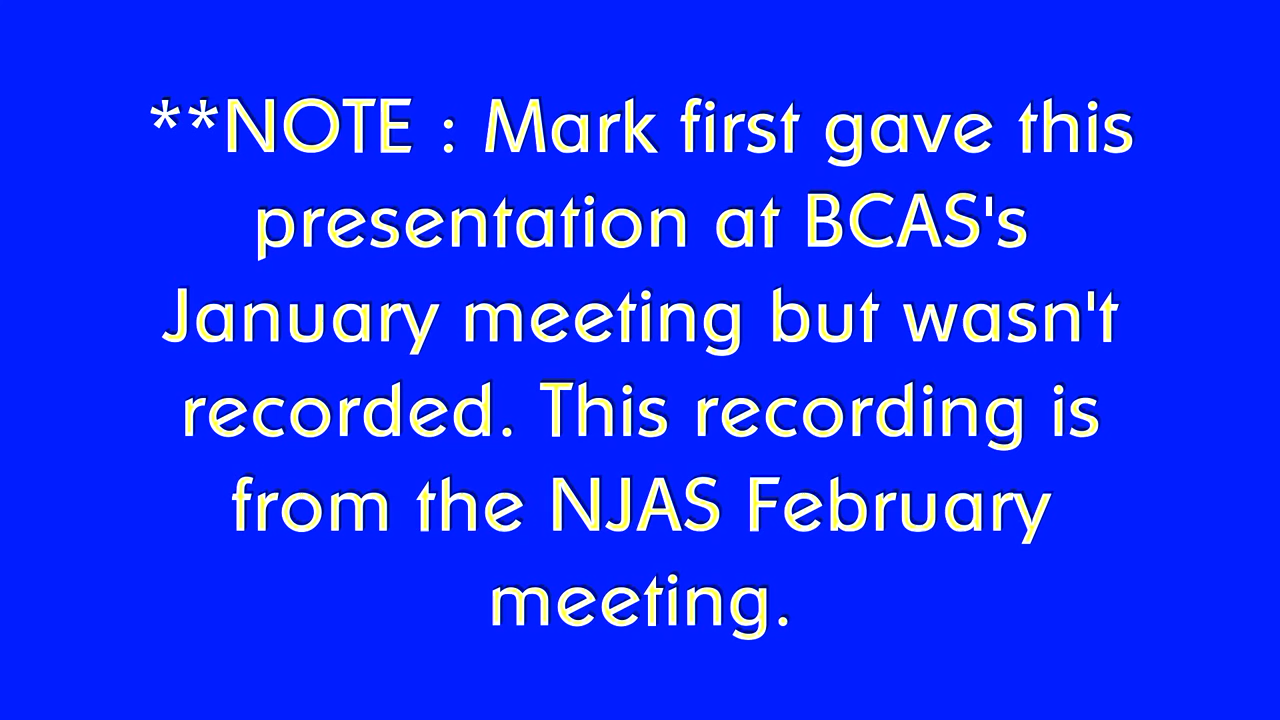 **NOTE : Mark first gave this
presentation at BCAS's
January meeting but wasn't
recorded. This recording is
from the NJAS February
meeting.